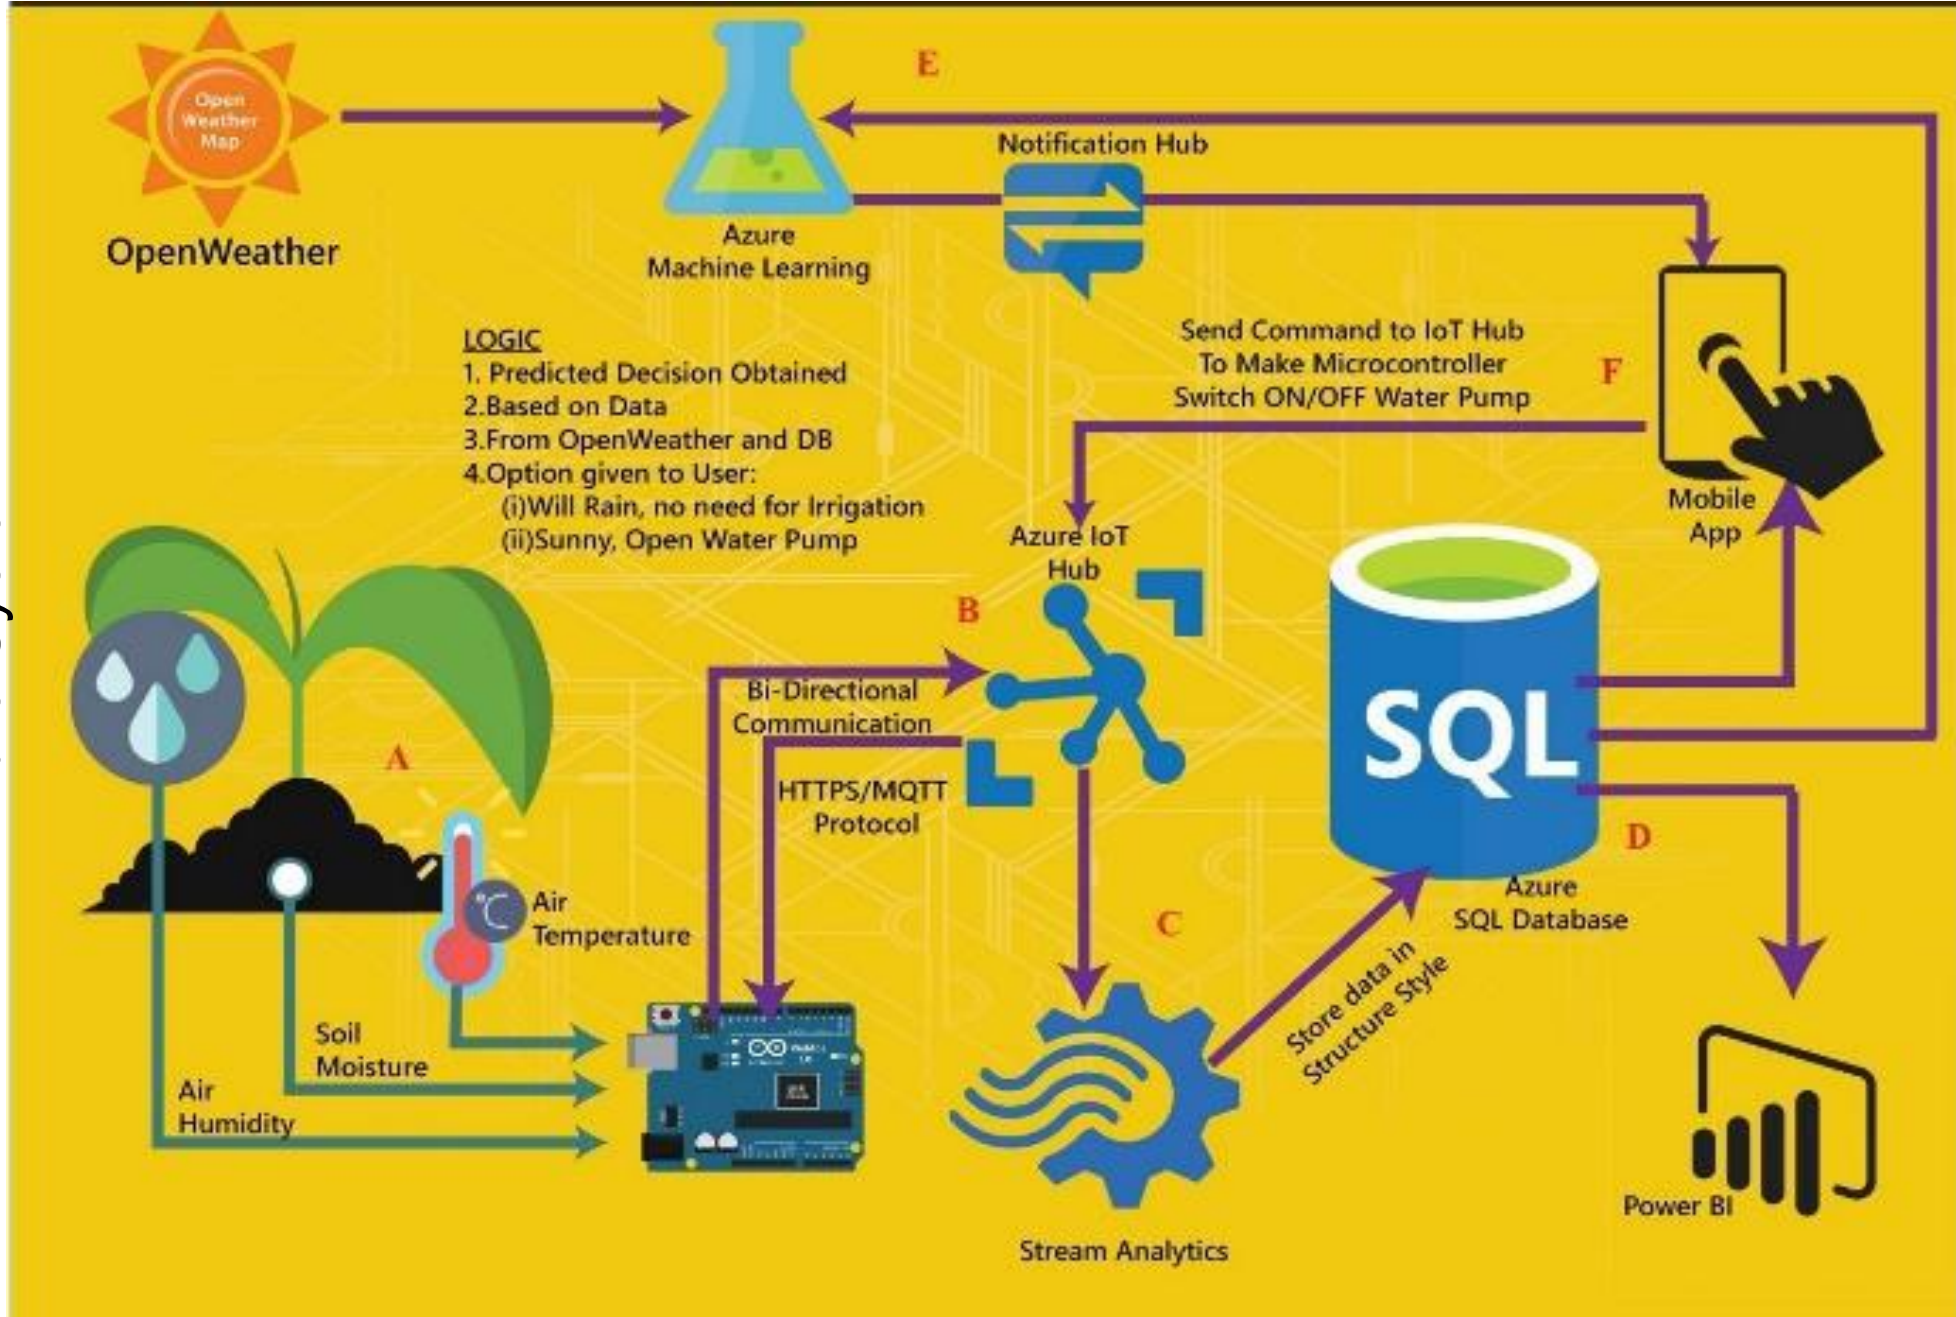 Open
Weather
Map
OpenWeather
E
Azure
Machine Learning
Notification Hub
LOGIC
1. Predicted Decision Obtained
2.Based on Data
3.From OpenWeather and DB
4.Option given to User:
(i)Will Rain, no need for Irrigation
(ii)Sunny, Open Water Pump
Send Command to IoT Hub
To Make Microcontroller
Switch ON/OFF Water Pump
F
Mobile
App
Azure IoT
Hub
B
Bi-Directional
Communication
HTTPS/MQTT
Protocol
A
°C
Air
Temperature
Soil
Moisture
Air
Humidity
C
Stream Analytics
Store data in
Structure Style
SQL
D
Azure
SQL Database
Power BI